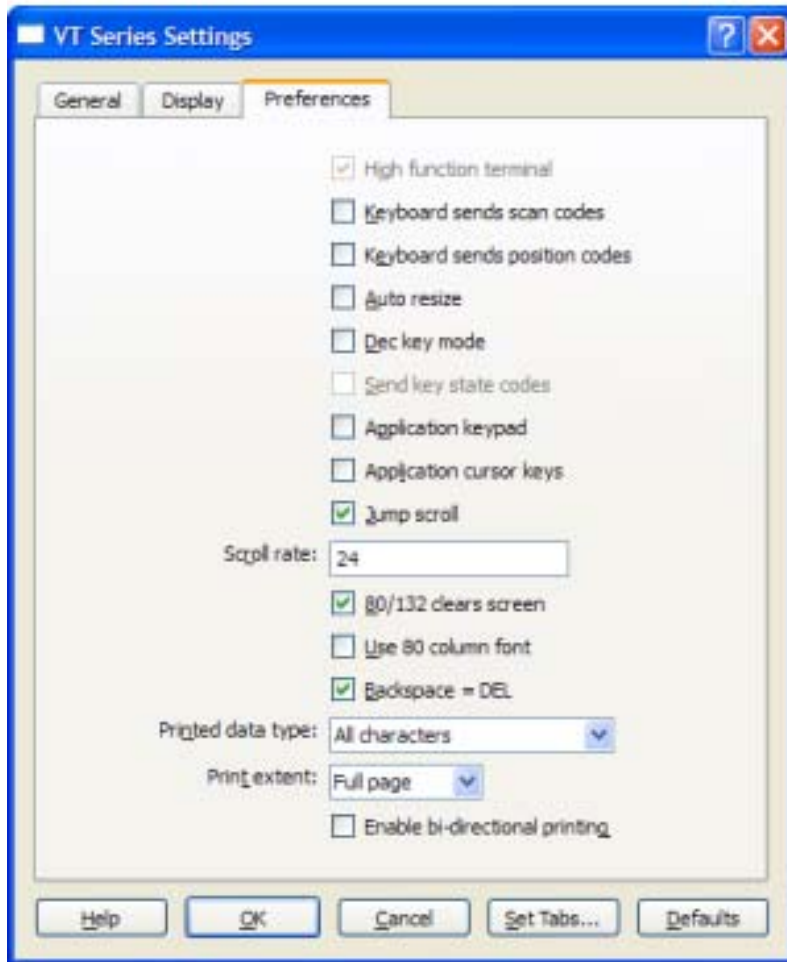 VT Series Settings
General Display Preferences
High function terminal
Keyboard sends scan codes
Keyboard sends position codes
Auto resize
Dec key mode
Send key state codes
Application keypad
Application cursor keys
Jump scroll
Scroll rate: 24
80/132 clears screen
Use 80 column font
Backspace = DEL
Printed data type: All characters
Print extent: Full page
Enable bi-directional printing
Help OK Cancel Set Tabs... Defaults